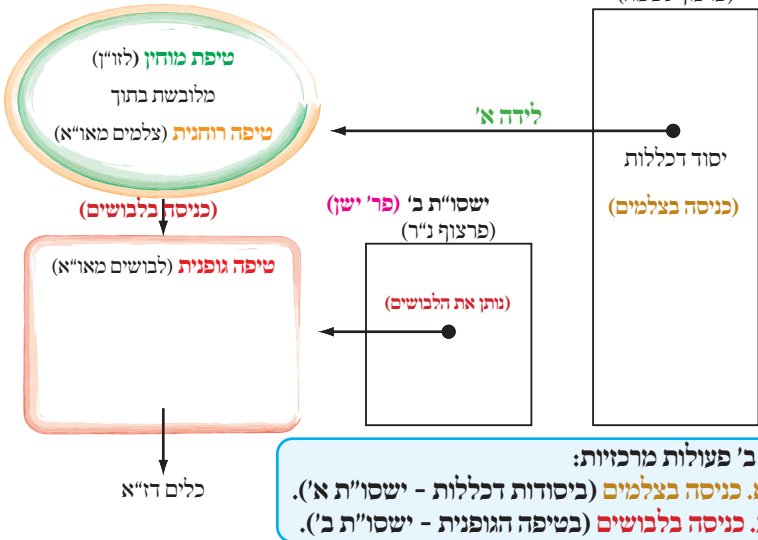 יסוד דכללות
(כניסה בצלמים)
לידה א'
טיפת מוחין (לזו"ן)
מלובשת בתוך
טיפה רוחנית (צלמים מאו"א)
(כניסה בלבושים)
ישסו"ת ב' (פר' ישן)
(פרצוף נ"ר)
(נותן את הלבושים)
טיפה גופנית (לבושים מאו"א)
כלים דז"א
ב' פעולות מרכזיות:
א. כניסה בצלמים (ביסודות דכללות - ישסו"ת א').
ב. כניסה בלבושים (בטיפה הגופנית - ישסו"ת ב').